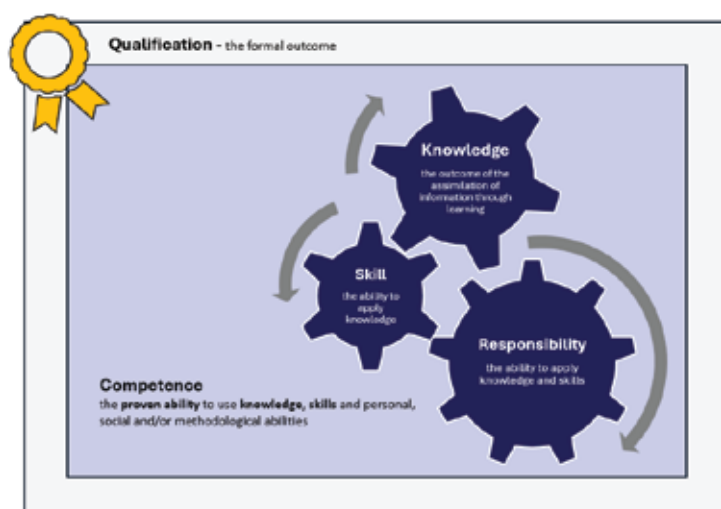 Qualification - the formal outcome
Knowledge
the outcome of the
assimilation of
information through
learning
Skill
the ability to
apply
knowledge
Responsibility
the ability to apply
knowledge and skills
Competence
the proven ability to use knowledge, skills and personal,
social and/or methodological abilities